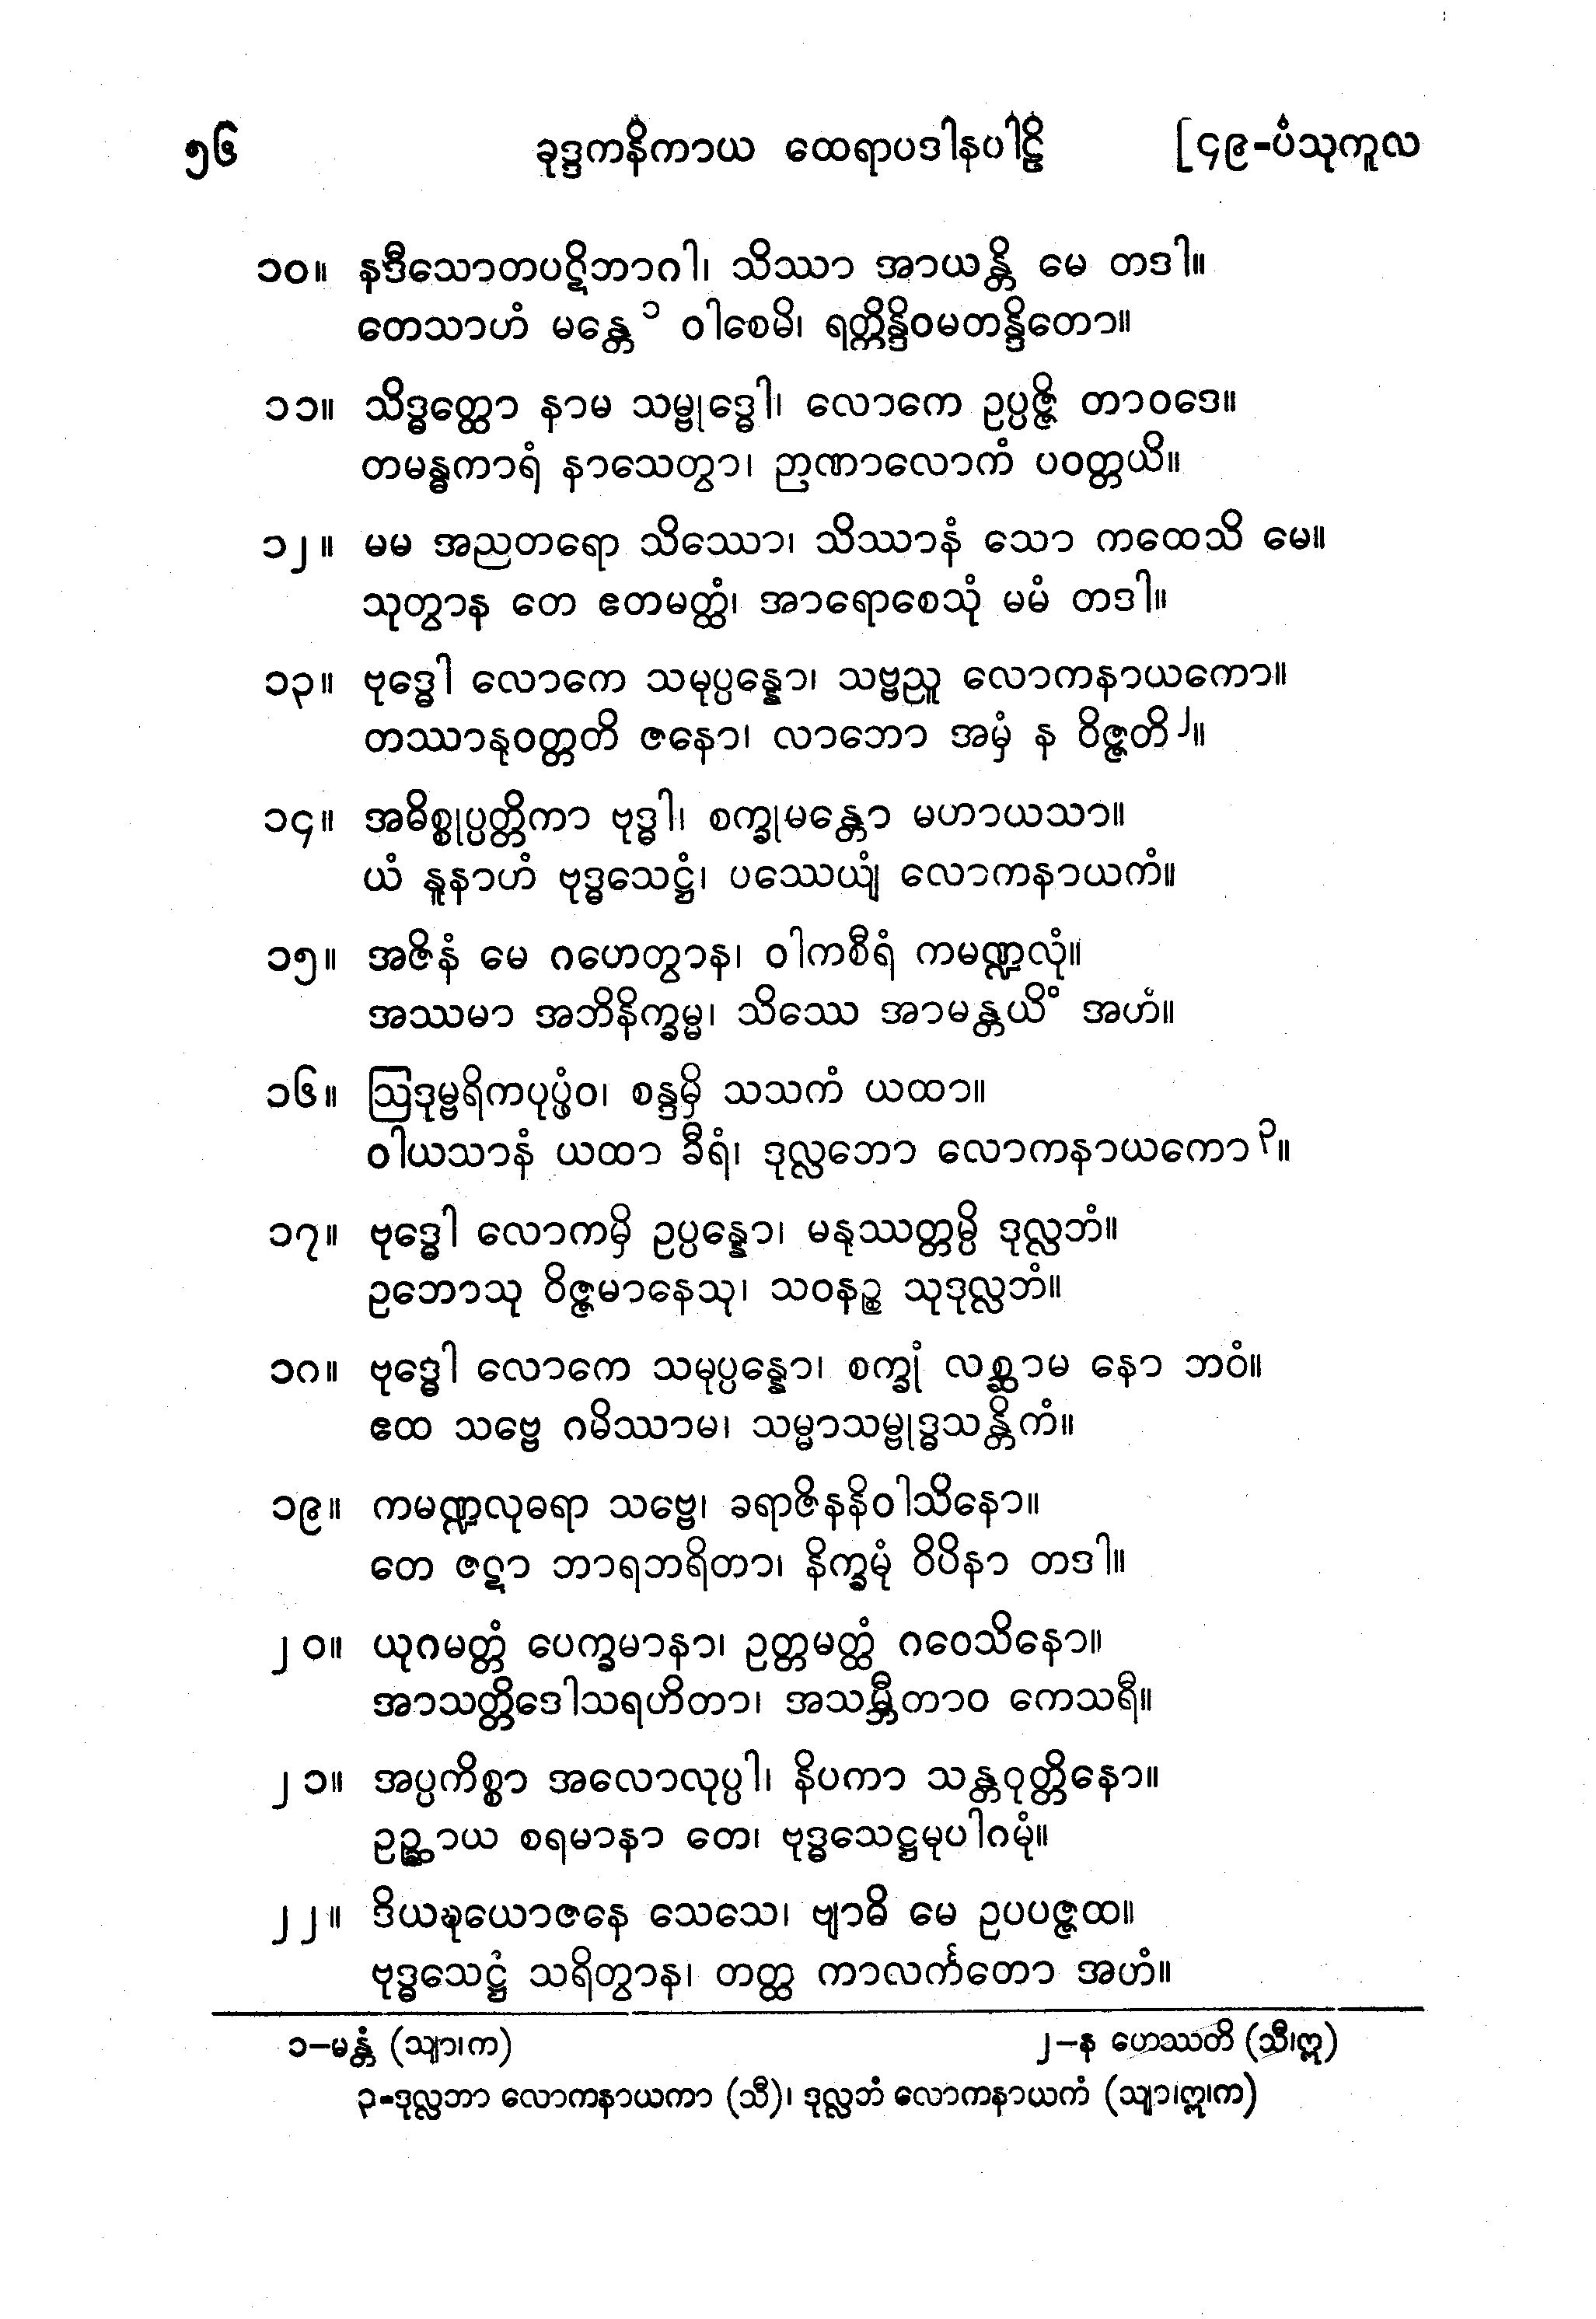 ၅၆ ခုဒ္ဒကနိကာယ ထေရာပဒါနပါဠိ [၄၉-ပံသုကူလ
၁၀။ နဒီသောတပဋိဘာဂါ၊ သိဿာ အာယန္တိ မေ တဒါ။
တေသာဟံ မန္တေ၁ ဝါစေမိ၊ ရတ္တိန္ဒိဝမတန္ဒိတော။
၁၁။ သိဒ္ဓတ္ထော နာမ သမ္ဗုဒ္ဓေါ၊ လောကေ ဥပ္ပဇ္ဇိ တာဝဒေ။
တမန္ဓကာရံ နာသေတွာ၊ ဉာဏာလောကံ ပဝတ္တယိ။
၁၂။ မမ အညတရော သိဿော၊ သိဿာနံ သော ကထေသိ မေ။
သုတွာန တေ ဧတမတ္ထံ၊ အာရောစေသုံ မမံ တဒါ။
၁၃။ ဗုဒ္ဓေါ လောကေ သမုပ္ပန္နော၊ သဗ္ဗညူ လောကနာယကော။
တဿာနုဝတ္တတိ ဇနော၊ လာဘော အမှံ န ဝိဇ္ဇတိ၂။
၁၄။ အဓိစ္စုပ္ပတ္တိကာ ဗုဒ္ဓါ၊ စက္ခုမန္တော မဟာယသာ။
ယံ နူနာဟံ ဗုဒ္ဓသေဋ္ဌံ၊ ပဿေယျံ လောကနာယကံ။
၁၅။ အဇိနံ မေ ဂဟေတွာန၊ ဝါကစီရံ ကမဏ္ဍလုံ။
အဿမာ အဘိနိက္ခမ္မ၊ သိဿေ အာမန္တယိံ အဟံ။
၁၆။ ဩဒုမ္ဗရိကပုပ္ဖံဝ၊ စန္ဒမှိ သသကံ ယထာ။
ဝါယသာနံ ယထာ ခီရံ၊ ဒုလ္လဘော လောကနာယကော၃။
၁၇။ ဗုဒ္ဓေါ လောကမှိ ဥပ္ပန္နော၊ မနုဿတ္တမ္ပိ ဒုလ္လဘံ။
ဥဘောသု ဝိဇ္ဇမာနေသု၊ သဝနဉ္စ သုဒုလ္လဘံ။
၁၈။ ဗုဒ္ဓေါ လောကေ သမုပ္ပန္နော၊ စက္ခုံ လစ္ဆာမ နော ဘဝံ။
ဧထ သဗ္ဗေ ဂမိဿာမ၊ သမ္မာသမ္ဗုဒ္ဓသန္တိကံ။
၁၉။ ကမဏ္ဍလုဓရာ သဗ္ဗေ၊ ခရာဇိနနိဝါသိနော။
တေ ဇဋာ ဘာရဘရိတာ၊ နိက္ခမုံ ဝိပိနာ တဒါ။
၂၀။ ယုဂမတ္တံ ပေက္ခမာနာ၊ ဥတ္တမတ္ထံ ဂဝေသိနော။
အာသတ္တိဒေါသရဟိတာ၊ အသမ္ဘီတာဝ ကေသရီ။
၂၁။ အပ္ပကိစ္စာ အလောလုပ္ပါ၊ နိပကာ သန္တဝုတ္တိနော။
ဥဉ္ဆာယ စရမာနာ တေ၊ ဗုဒ္ဓသေဋ္ဌမုပါဂမုံ။
၂၂။ ဒိယဍ္ဎယောဇနေ သေသေ၊ ဗျာဓိ မေ ဥပပဇ္ဇထ။
ဗုဒ္ဓသေဋ္ဌံ သရိတွာန၊ တတ္ထ ကာလင်္ကတော အဟံ။
၁-မန္တံ (သျာ၊က) ၂-န ဟေဿတိ (သီ၊ဣ)
၃-ဒုလ္လဘာ လောကနာယကာ (သီ)၊ ဒုလ္လဘံ လောကနာယကံ (သျာ၊ဣ၊က)